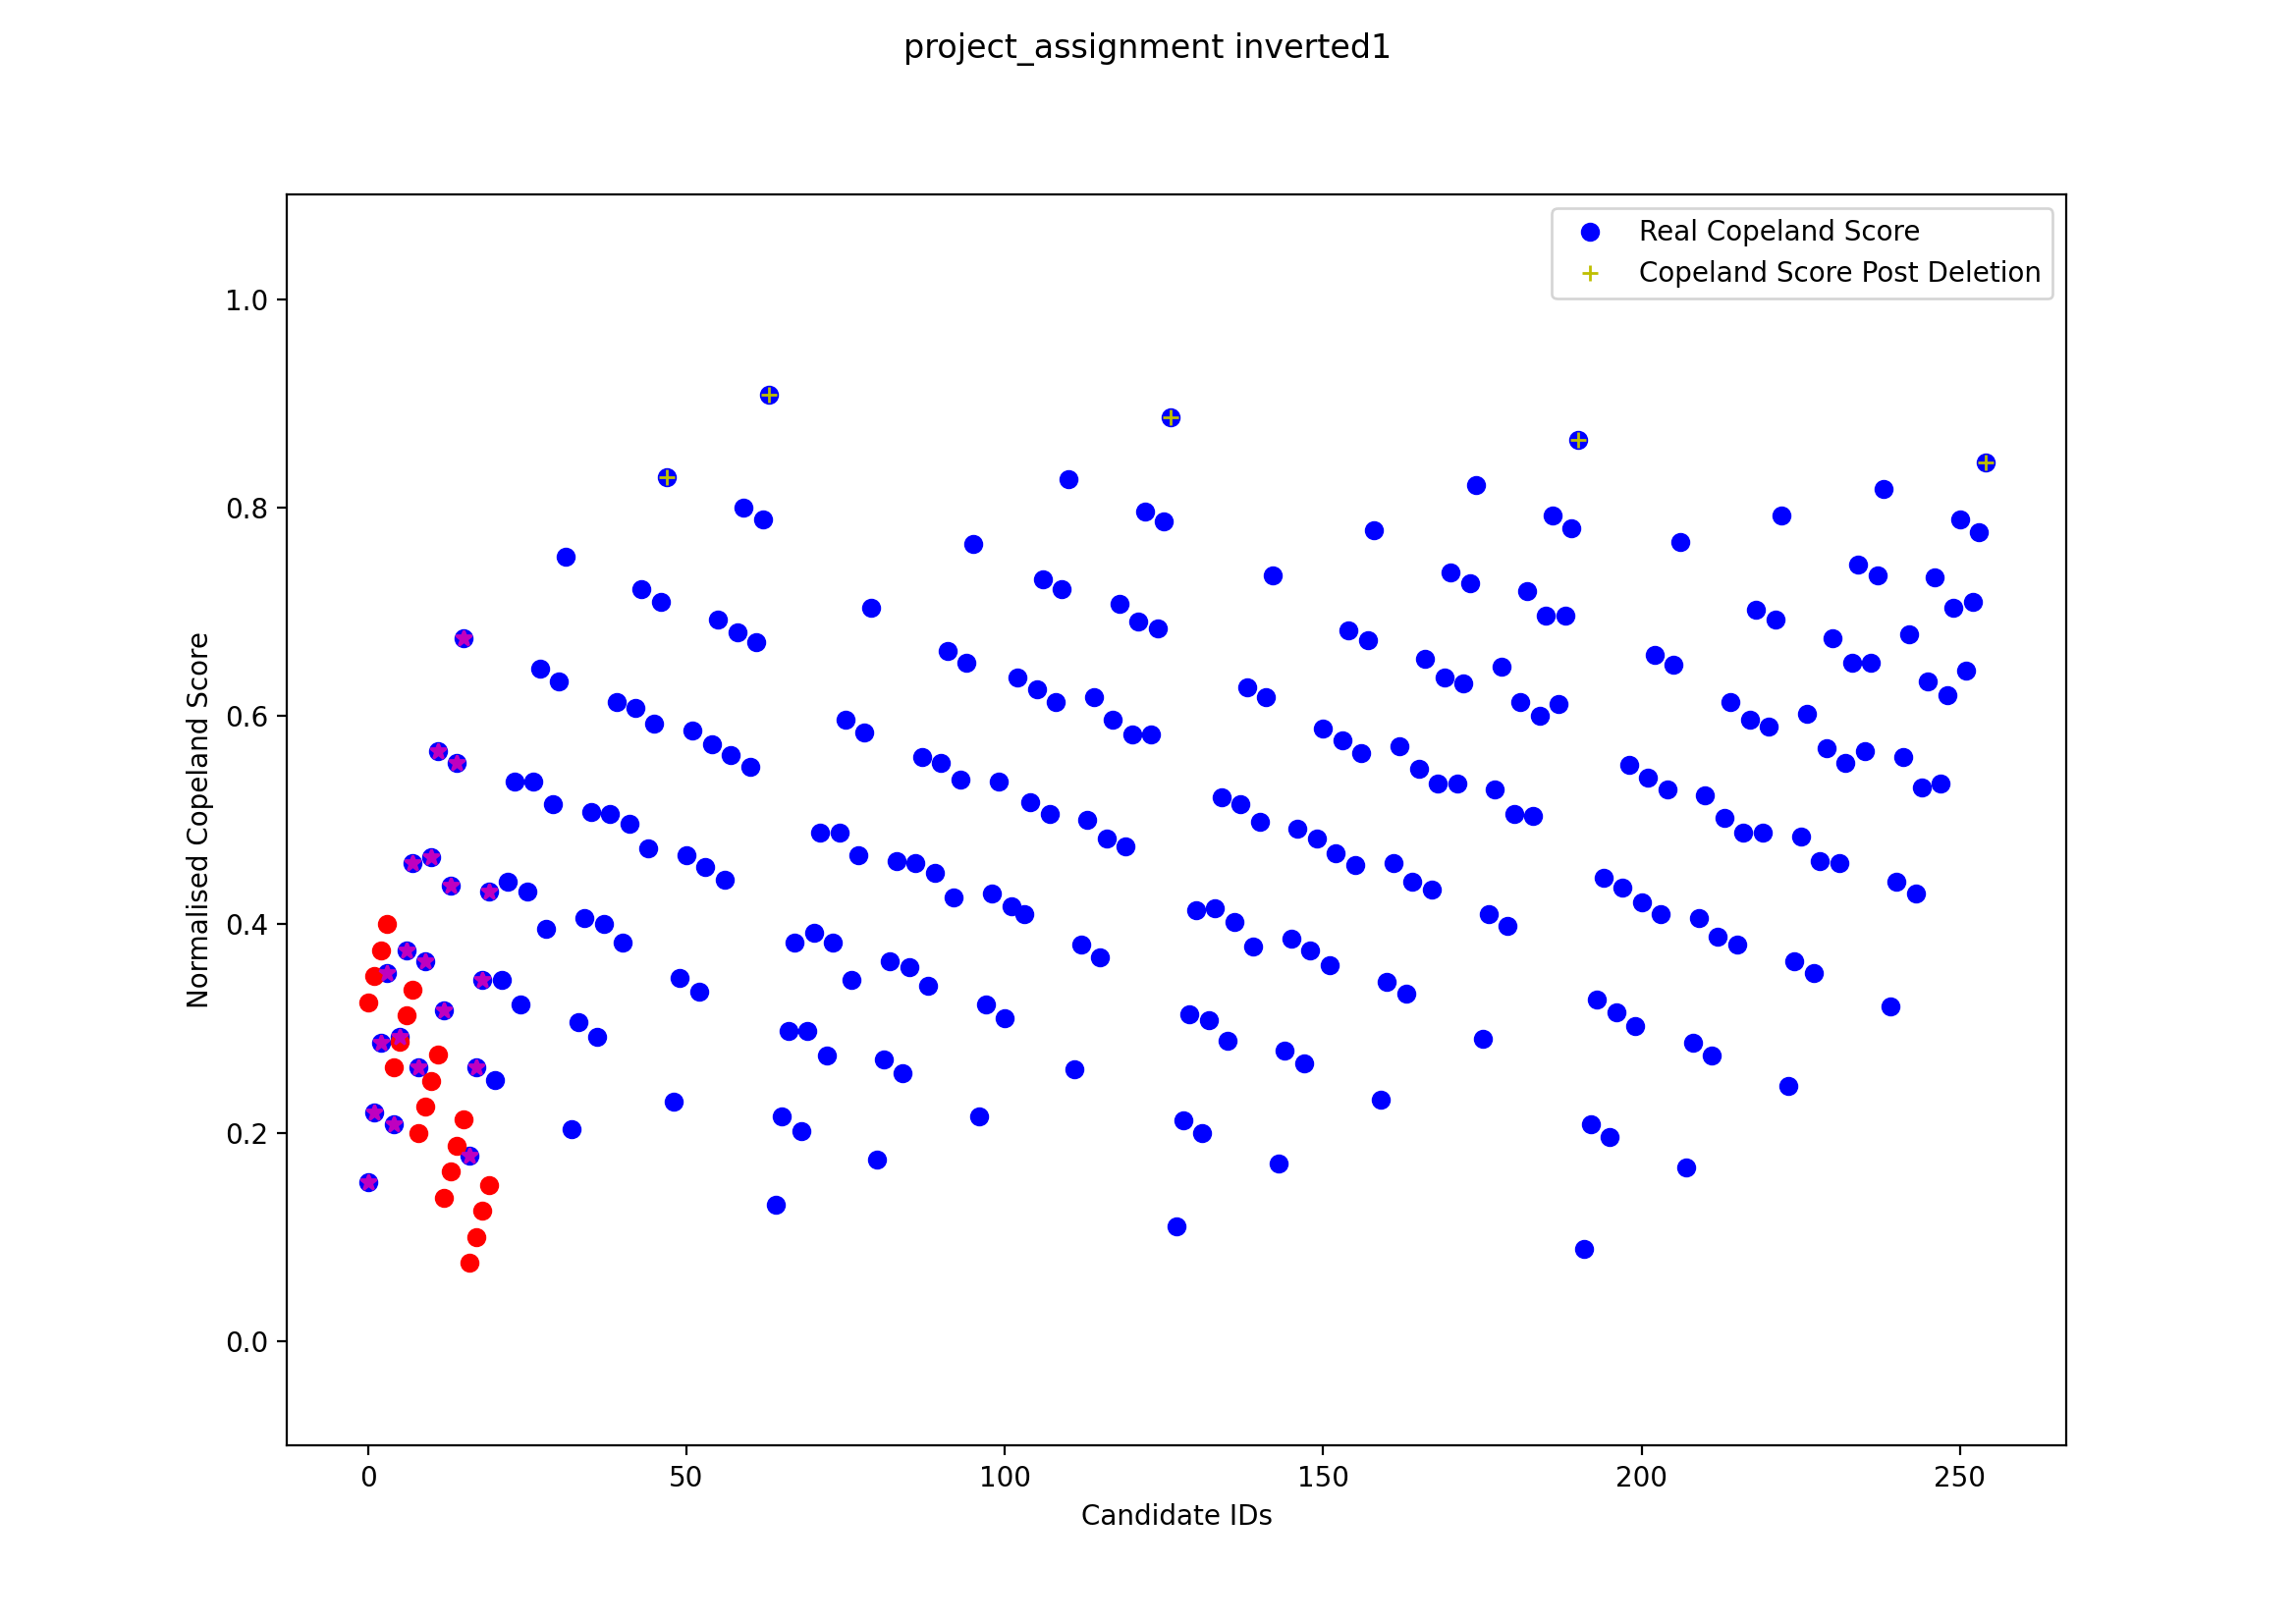 project_assignment inverted1
Real Copeland Score
Copeland Score Post Deletion
1.0
0.8
0.6
0.4
0.2
0.0
Normalised Copeland Score
0 50 100 150 200 250
Candidate IDs